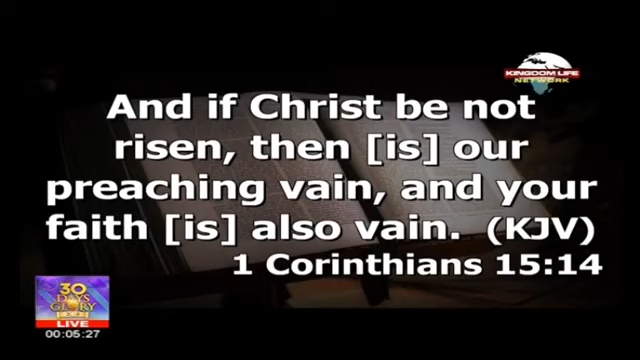 KINGDOM LIFE
NETWORK
And if Christ be not
risen, then [is] our
preaching vain, and your
faith [is] also vain. (KJV)
1 Corinthians 15:14
30
DAYS
GLORY
LIVE
00:05:27